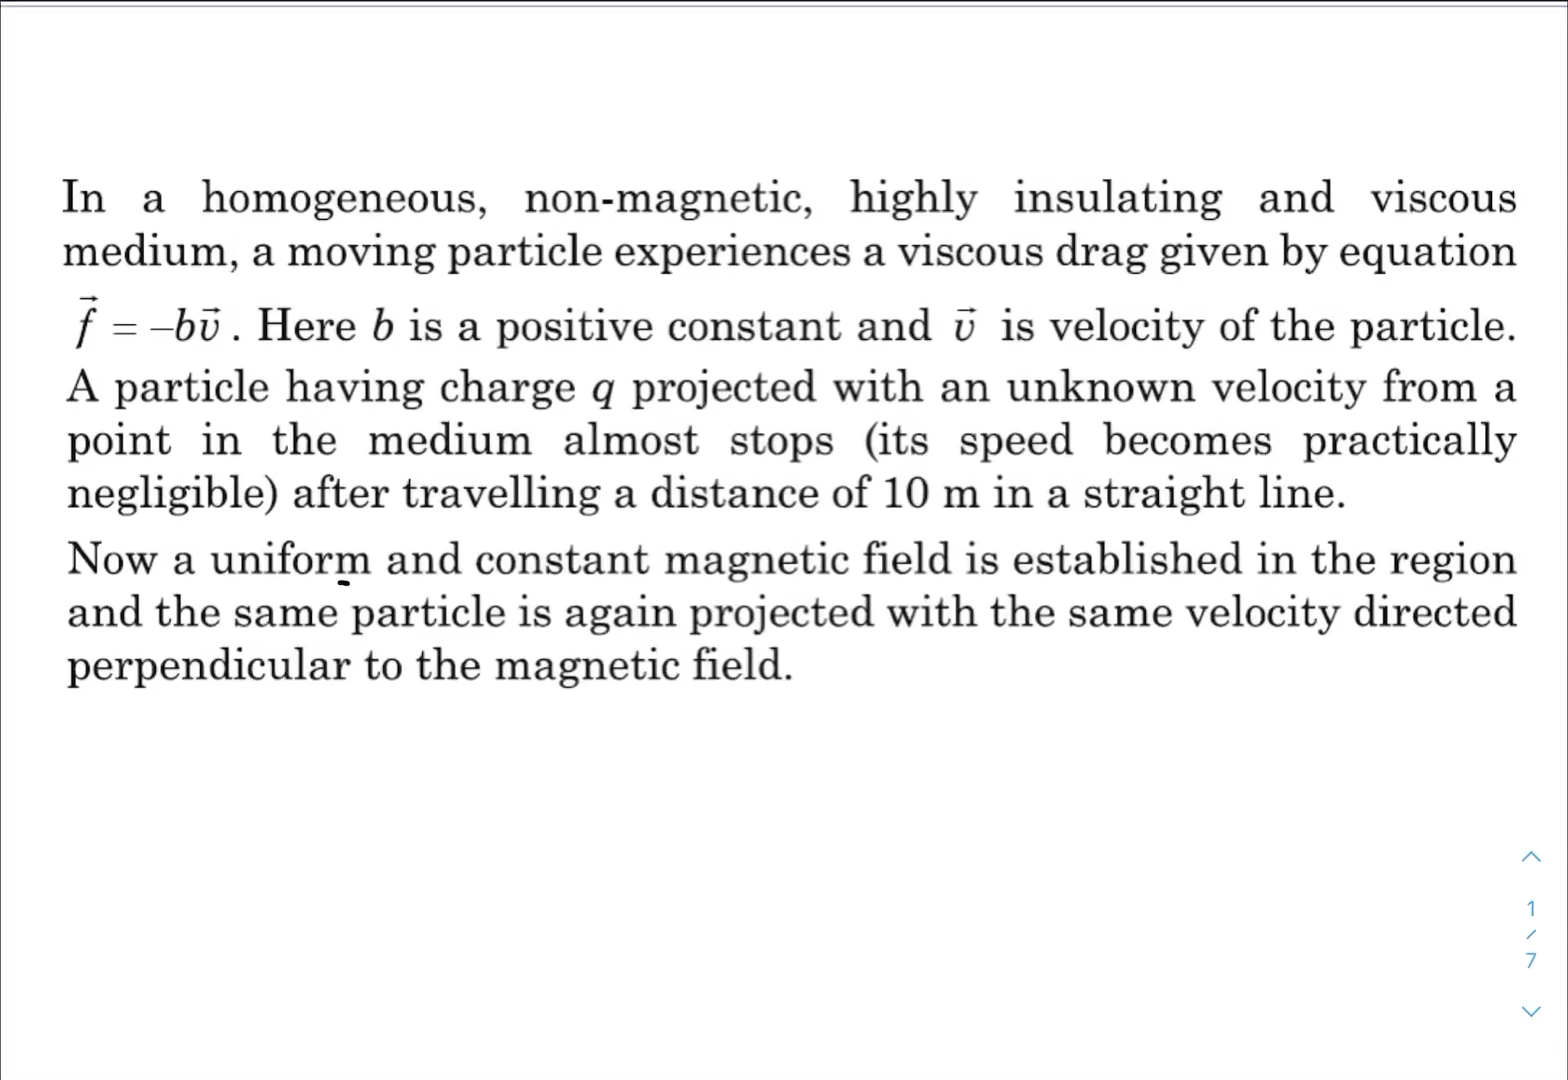 In a homogeneous, non-magnetic, highly insulating and viscous
medium, a moving particle experiences a viscous drag given by equation
f⃗ = –bv⃗ . Here b is a positive constant and v⃗ is velocity of the particle.
A particle having charge q projected with an unknown velocity from a
point in the medium almost stops (its speed becomes practically
negligible) after travelling a distance of 10 m in a straight line.
Now a uniform and constant magnetic field is established in the region
and the same particle is again projected with the same velocity directed
perpendicular to the magnetic field.
1
/
7